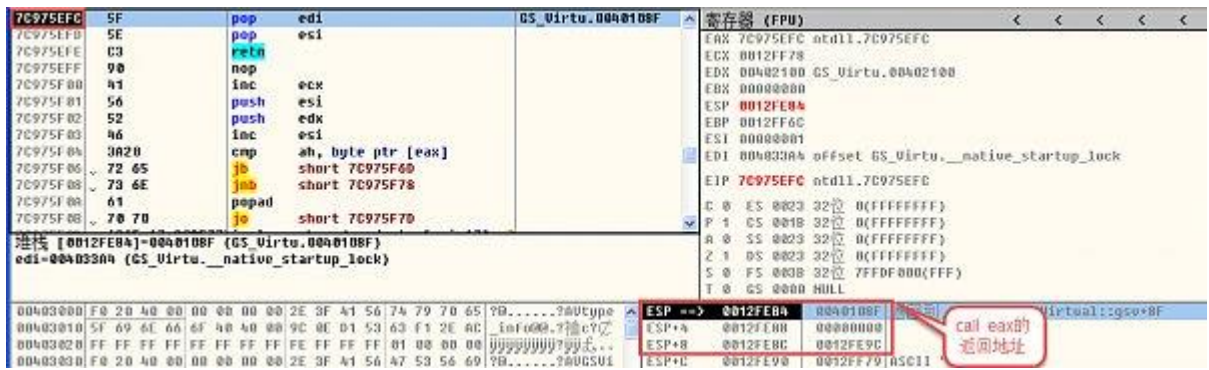 7C975EFC 5F pop edi GS_Virtu.0040108F
7C975EFD 5E pop esi
7C975EFE C3 retn
7C975EFF 90 nop
7C975F00 41 inc ecx
7C975F01 56 push esi
7C975F02 52 push edx
7C975F03 46 inc esi
7C975F04 3A20 cmp ah, byte ptr [eax]
7C975F06 72 65 jb short 7C975F6D
7C975F08 73 6E jnb short 7C975F78
7C975F0A 61 popad
7C975F0B 70 70 jo short 7C975F7D
堆栈 [0012FE84]=0040108F (GS_Virtu.0040108F)
edi=004033A4 (GS_Virtu.__native_startup_lock)
寄存器 (FPU) < < < < <
EAX 7C975EFC ntdll.7C975EFC
ECX 0012FF78
EDX 00402100 GS_Virtu.00402100
EBX 00000000
ESP 0012FE84
EBP 0012FF6C
ESI 00000001
EDI 004033A4 offset GS_Virtu.__native_startup_lock
EIP 7C975EFC ntdll.7C975EFC
C 0 ES 0023 32位 0(FFFFFFFF)
P 1 CS 001B 32位 0(FFFFFFFF)
A 0 SS 0023 32位 0(FFFFFFFF)
Z 1 DS 0023 32位 0(FFFFFFFF)
S 0 FS 003B 32位 7FFDF000(FFF)
T 0 GS 0000 NULL
00403000 F0 20 40 00 00 00 00 00 2E 3F 41 56 74 79 70 65 ?@......?AVtype
00403010 5F 69 6E 66 6F 40 40 00 9C 0E D1 53 63 F1 2E AC _info@@.
00403020 FF FF FF FF FF FF FF FF FE FF FF FF 01 00 00 00
00403030 F0 20 40 00 00 00 00 00 2E 3F 41 56 47 53 56 69 ?@......?AVGSVi
ESP ==> 0012FE84 0040108F Virtual::gsv+8F
ESP+4 0012FE88 00000000
ESP+8 0012FE8C 0012FE9C
ESP+C 0012FE90 0012FF79 ASCII "
call eax的
返回地址